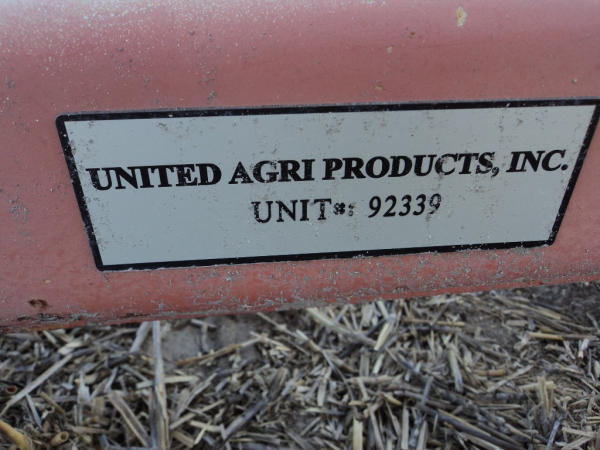 UNITED AGRI PRODUCTS, INC.
UNIT#: 92339